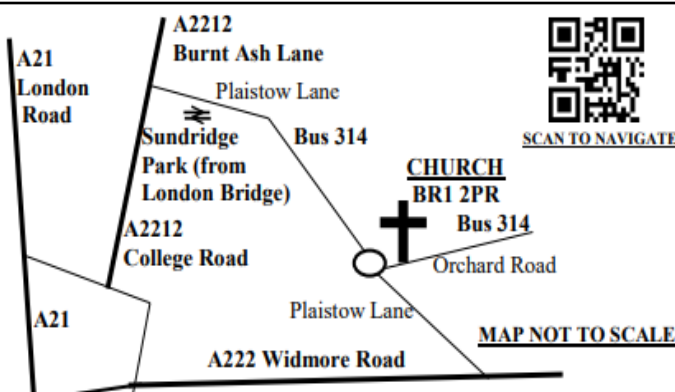 A2212
Burnt Ash Lane
A21
London
Road
Plaistow Lane
SCAN TO NAVIGATE
Sundridge
Park (from
London Bridge)
Bus 314
CHURCH
BR1 2PR
Bus 314
A2212
College Road
Orchard Road
Plaistow Lane
A21
MAP NOT TO SCALE
A222 Widmore Road